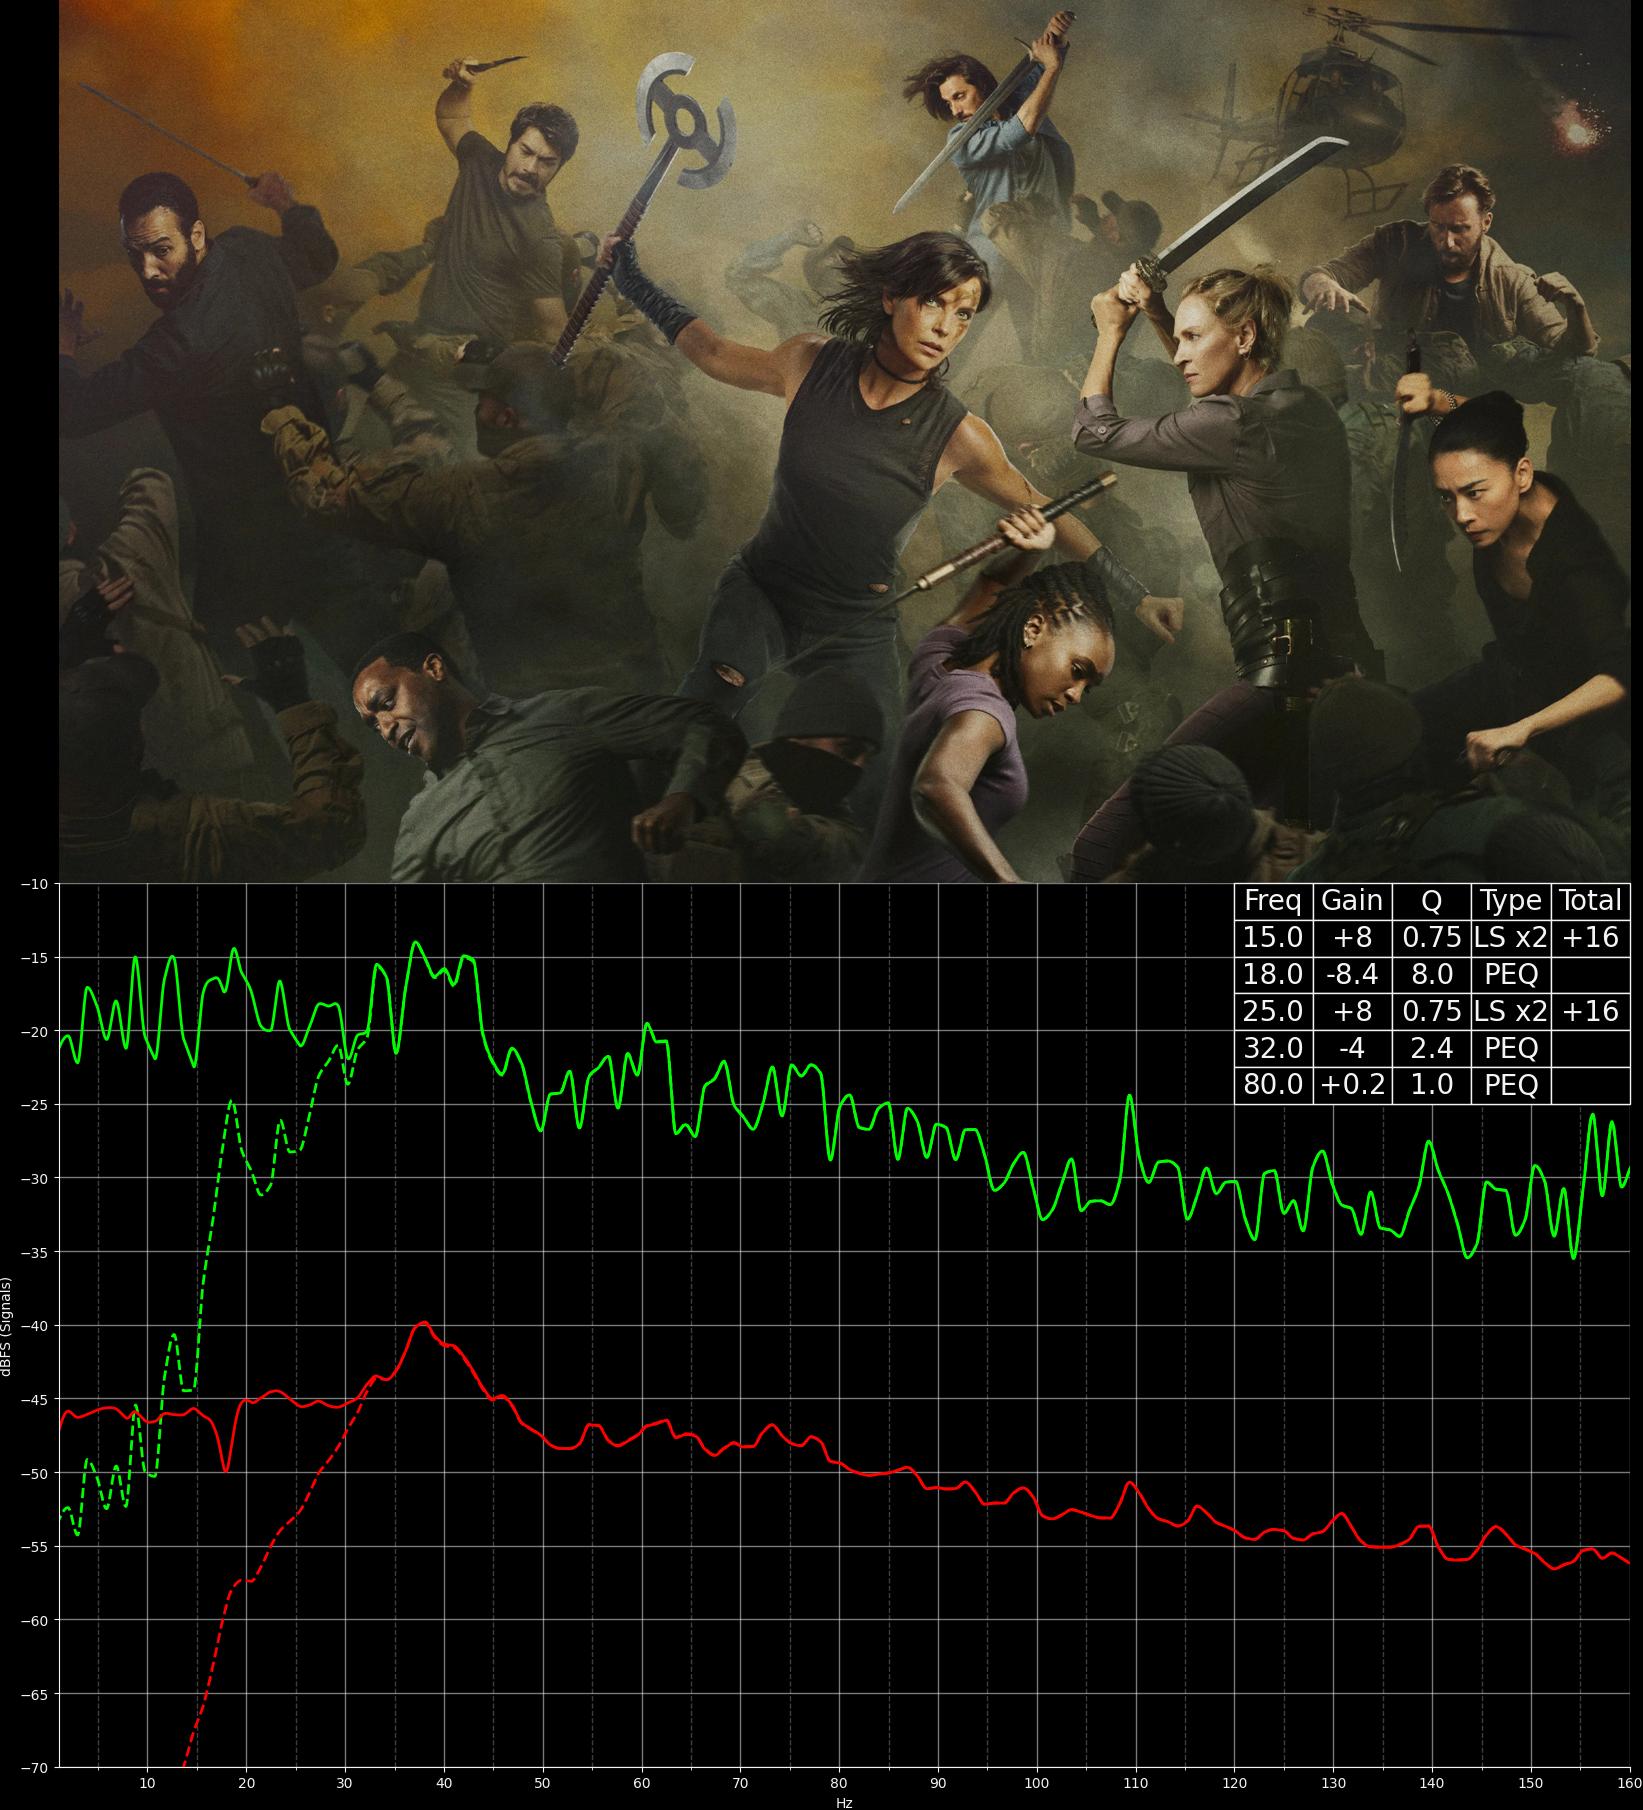 Freq Gain Q Type Total
15.0 +8 0.75 LS x2 +16
18.0 -8.4 8.0 PEQ
25.0 +8 0.75 LS x2 +16
32.0 -4 2.4 PEQ
80.0 +0.2 1.0 PEQ
−10
−15
−20
−25
−30
−35
−40
−45
−50
−55
−60
−65
−70
dBFS (Signals)
10 20 30 40 50 60 70 80 90 100 110 120 130 140 150 160
Hz